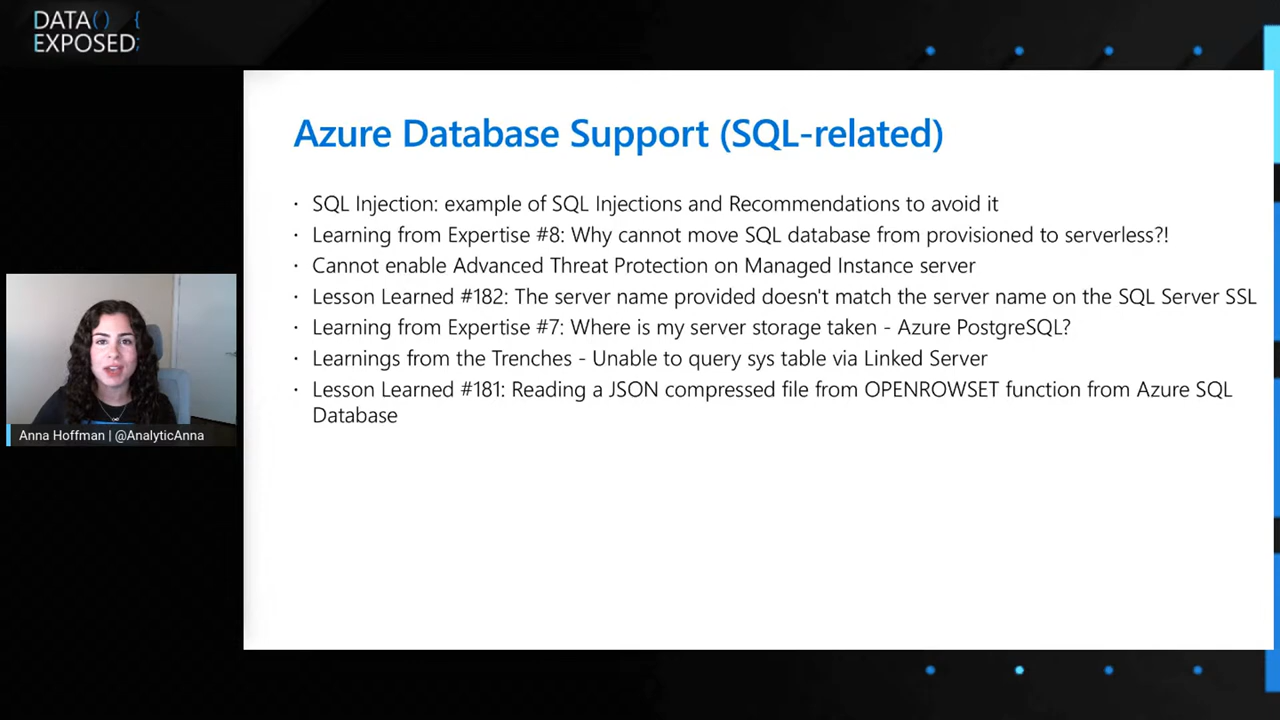 DATA() {
EXPOSED;
Azure Database Support (SQL-related)
· SQL Injection: example of SQL Injections and Recommendations to avoid it
· Learning from Expertise #8: Why cannot move SQL database from provisioned to serverless?!
· Cannot enable Advanced Threat Protection on Managed Instance server
· Lesson Learned #182: The server name provided doesn't match the server name on the SQL Server SSL
· Learning from Expertise #7: Where is my server storage taken - Azure PostgreSQL?
· Learnings from the Trenches - Unable to query sys table via Linked Server
· Lesson Learned #181: Reading a JSON compressed file from OPENROWSET function from Azure SQL
Database
Anna Hoffman | @AnalyticAnna